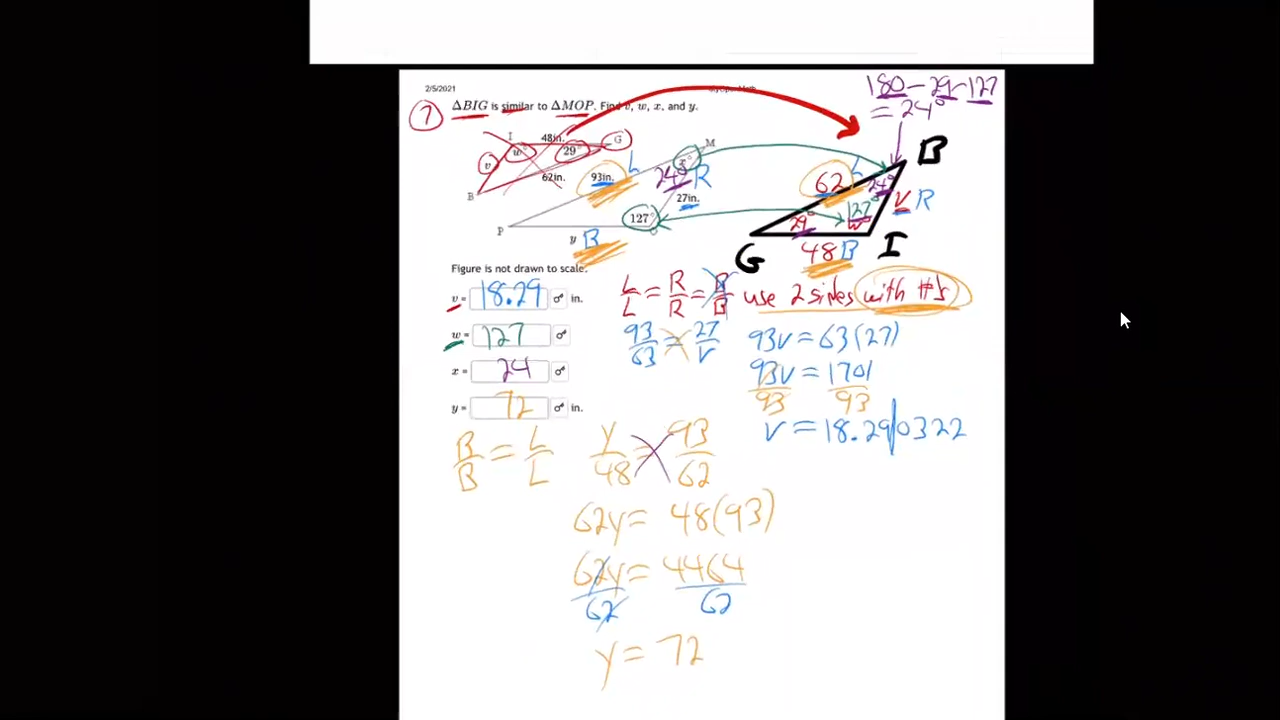 2/5/2021
MyOpenMath
180 - 29 - 127
= 24°
7 △BIG is similar to △MOP. Find v, w, x, and y.
I 48in. G M B
w° 29° x°
v 62in. 93in. L 24° R 62 L 24° v R
B 27in. 127° w
P 127° O 29°
y B G 48 B I
Figure is not drawn to scale.
v = 18.29 in.
w = 127
x = 24
y = 72 in.
L/L = R/R = B/B use 2 sides with #'s
93/63 = 27/v 93v = 63(27)
93v/93 = 1701/93
v = 18.290322
B/B = L/L y/48 = 93/62
62y = 48(93)
62y/62 = 4464/62
y = 72